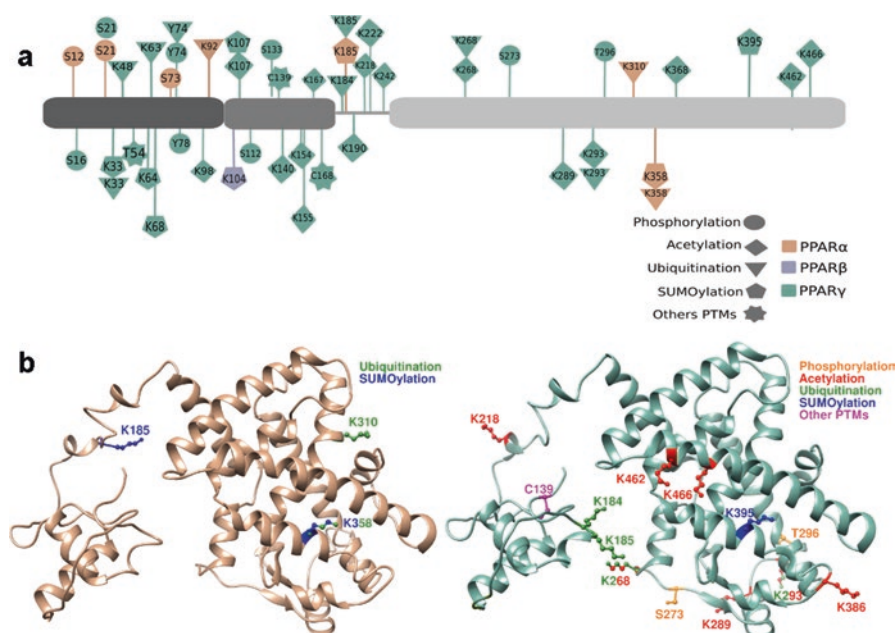 a
S21 Y74 K185
S12 S21 K48 K63 Y74 S73 K92 K107 K107 S133 C139 K167 K184 K185 K218 K222 K242 K268 K268 S273 T296 K310 K368 K395 K462 K466
S16 K33 K33 T54 K64 K68 Y78 K98 K104 S112 K140 K154 K155 C168 K190 K289 K293 K293 K358 K358
Phosphorylation
Acetylation PPARα
Ubiquitination PPARβ
SUMOylation PPARγ
Others PTMs
b
Ubiquitination
SUMOylation
K185
K310
K358
Phosphorylation
Acetylation
Ubiquitination
SUMOylation
Other PTMs
K218
K462
K466
C139
K184
K185
K268
K395
T296
S273
K289
K293
K386